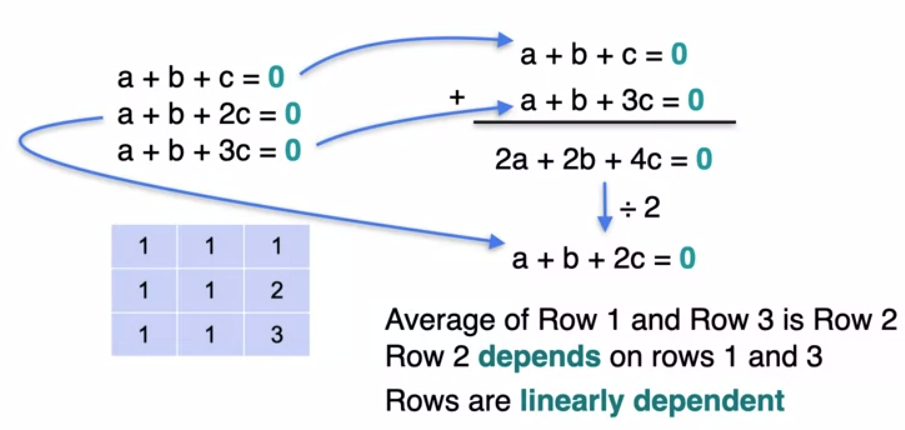 a + b + c = 0
a + b + 2c = 0
a + b + 3c = 0
a + b + c = 0
+ a + b + 3c = 0
2a + 2b + 4c = 0
÷ 2
a + b + 2c = 0
1 1 1
1 1 2
1 1 3
Average of Row 1 and Row 3 is Row 2
Row 2 depends on rows 1 and 3
Rows are linearly dependent